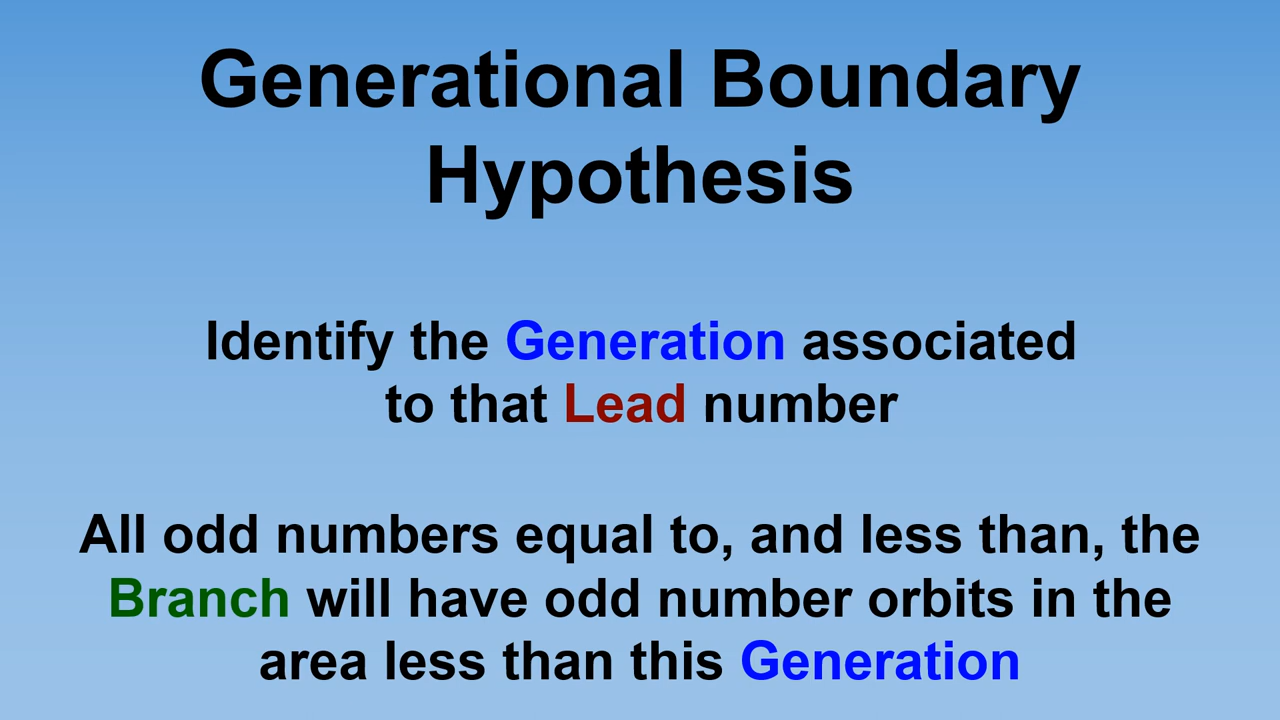 Generational Boundary
Hypothesis
Identify the Generation associated
to that Lead number
All odd numbers equal to, and less than, the
Branch will have odd number orbits in the
area less than this Generation